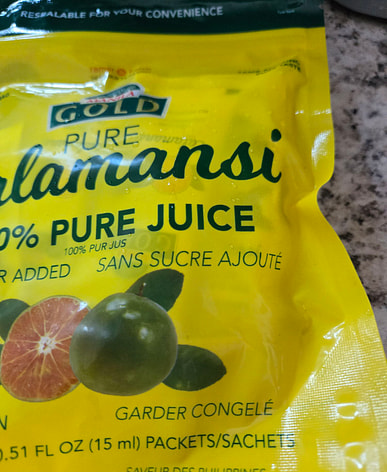 RESEALABLE FOR YOUR CONVENIENCE
GOLD
PURE
alamansi
0% PURE JUICE
100% PUR JUS
R ADDED SANS SUCRE AJOUTÉ
N GARDER CONGELÉ
0.51 FL OZ (15 ml) PACKETS/SACHETS
SAVEUR DES PHILIPPINES